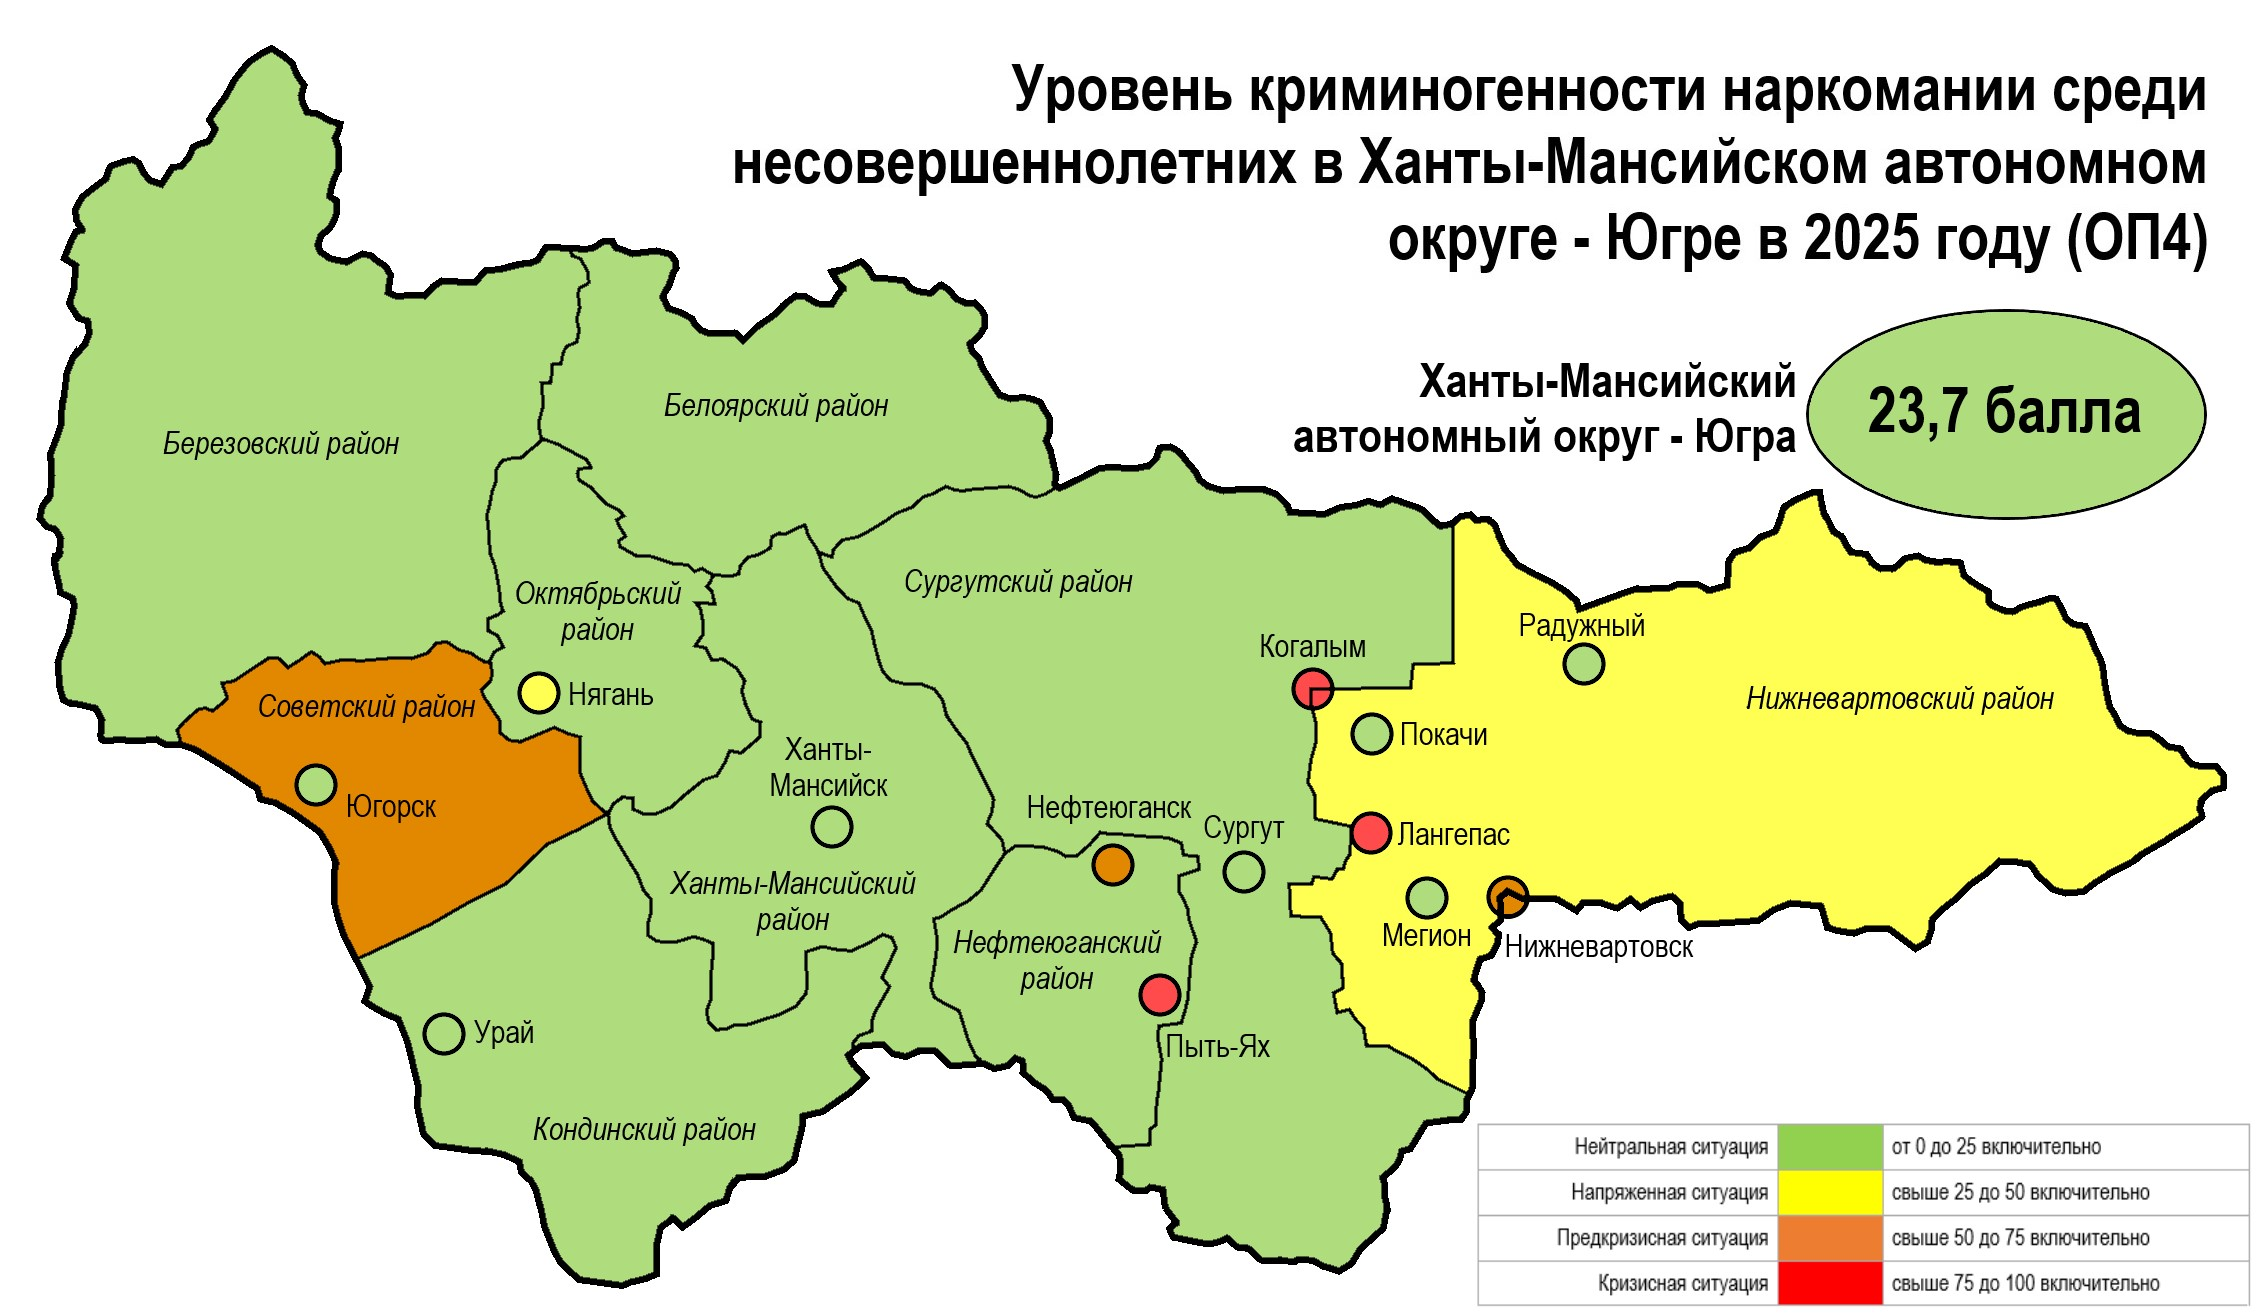 Уровень криминогенности наркомании среди
несовершеннолетних в Ханты-Мансийском автономном
округе - Югре в 2025 году (ОП4)
Ханты-Мансийский
автономный округ - Югра
23,7 балла
Белоярский район
Березовский район
Сургутский район
Октябрьский
район
Радужный
Когалым
Нягань
Нижневартовский район
Советский район
Покачи
Ханты-
Мансийск
Югорск
Нефтеюганск
Сургут
Лангепас
Ханты-Мансийский
район
Мегион
Нижневартовск
Нефтеюганский
район
Урай
Пыть-Ях
Кондинский район
Нейтральная ситуация от 0 до 25 включительно
Напряженная ситуация свыше 25 до 50 включительно
Предкризисная ситуация свыше 50 до 75 включительно
Кризисная ситуация свыше 75 до 100 включительно